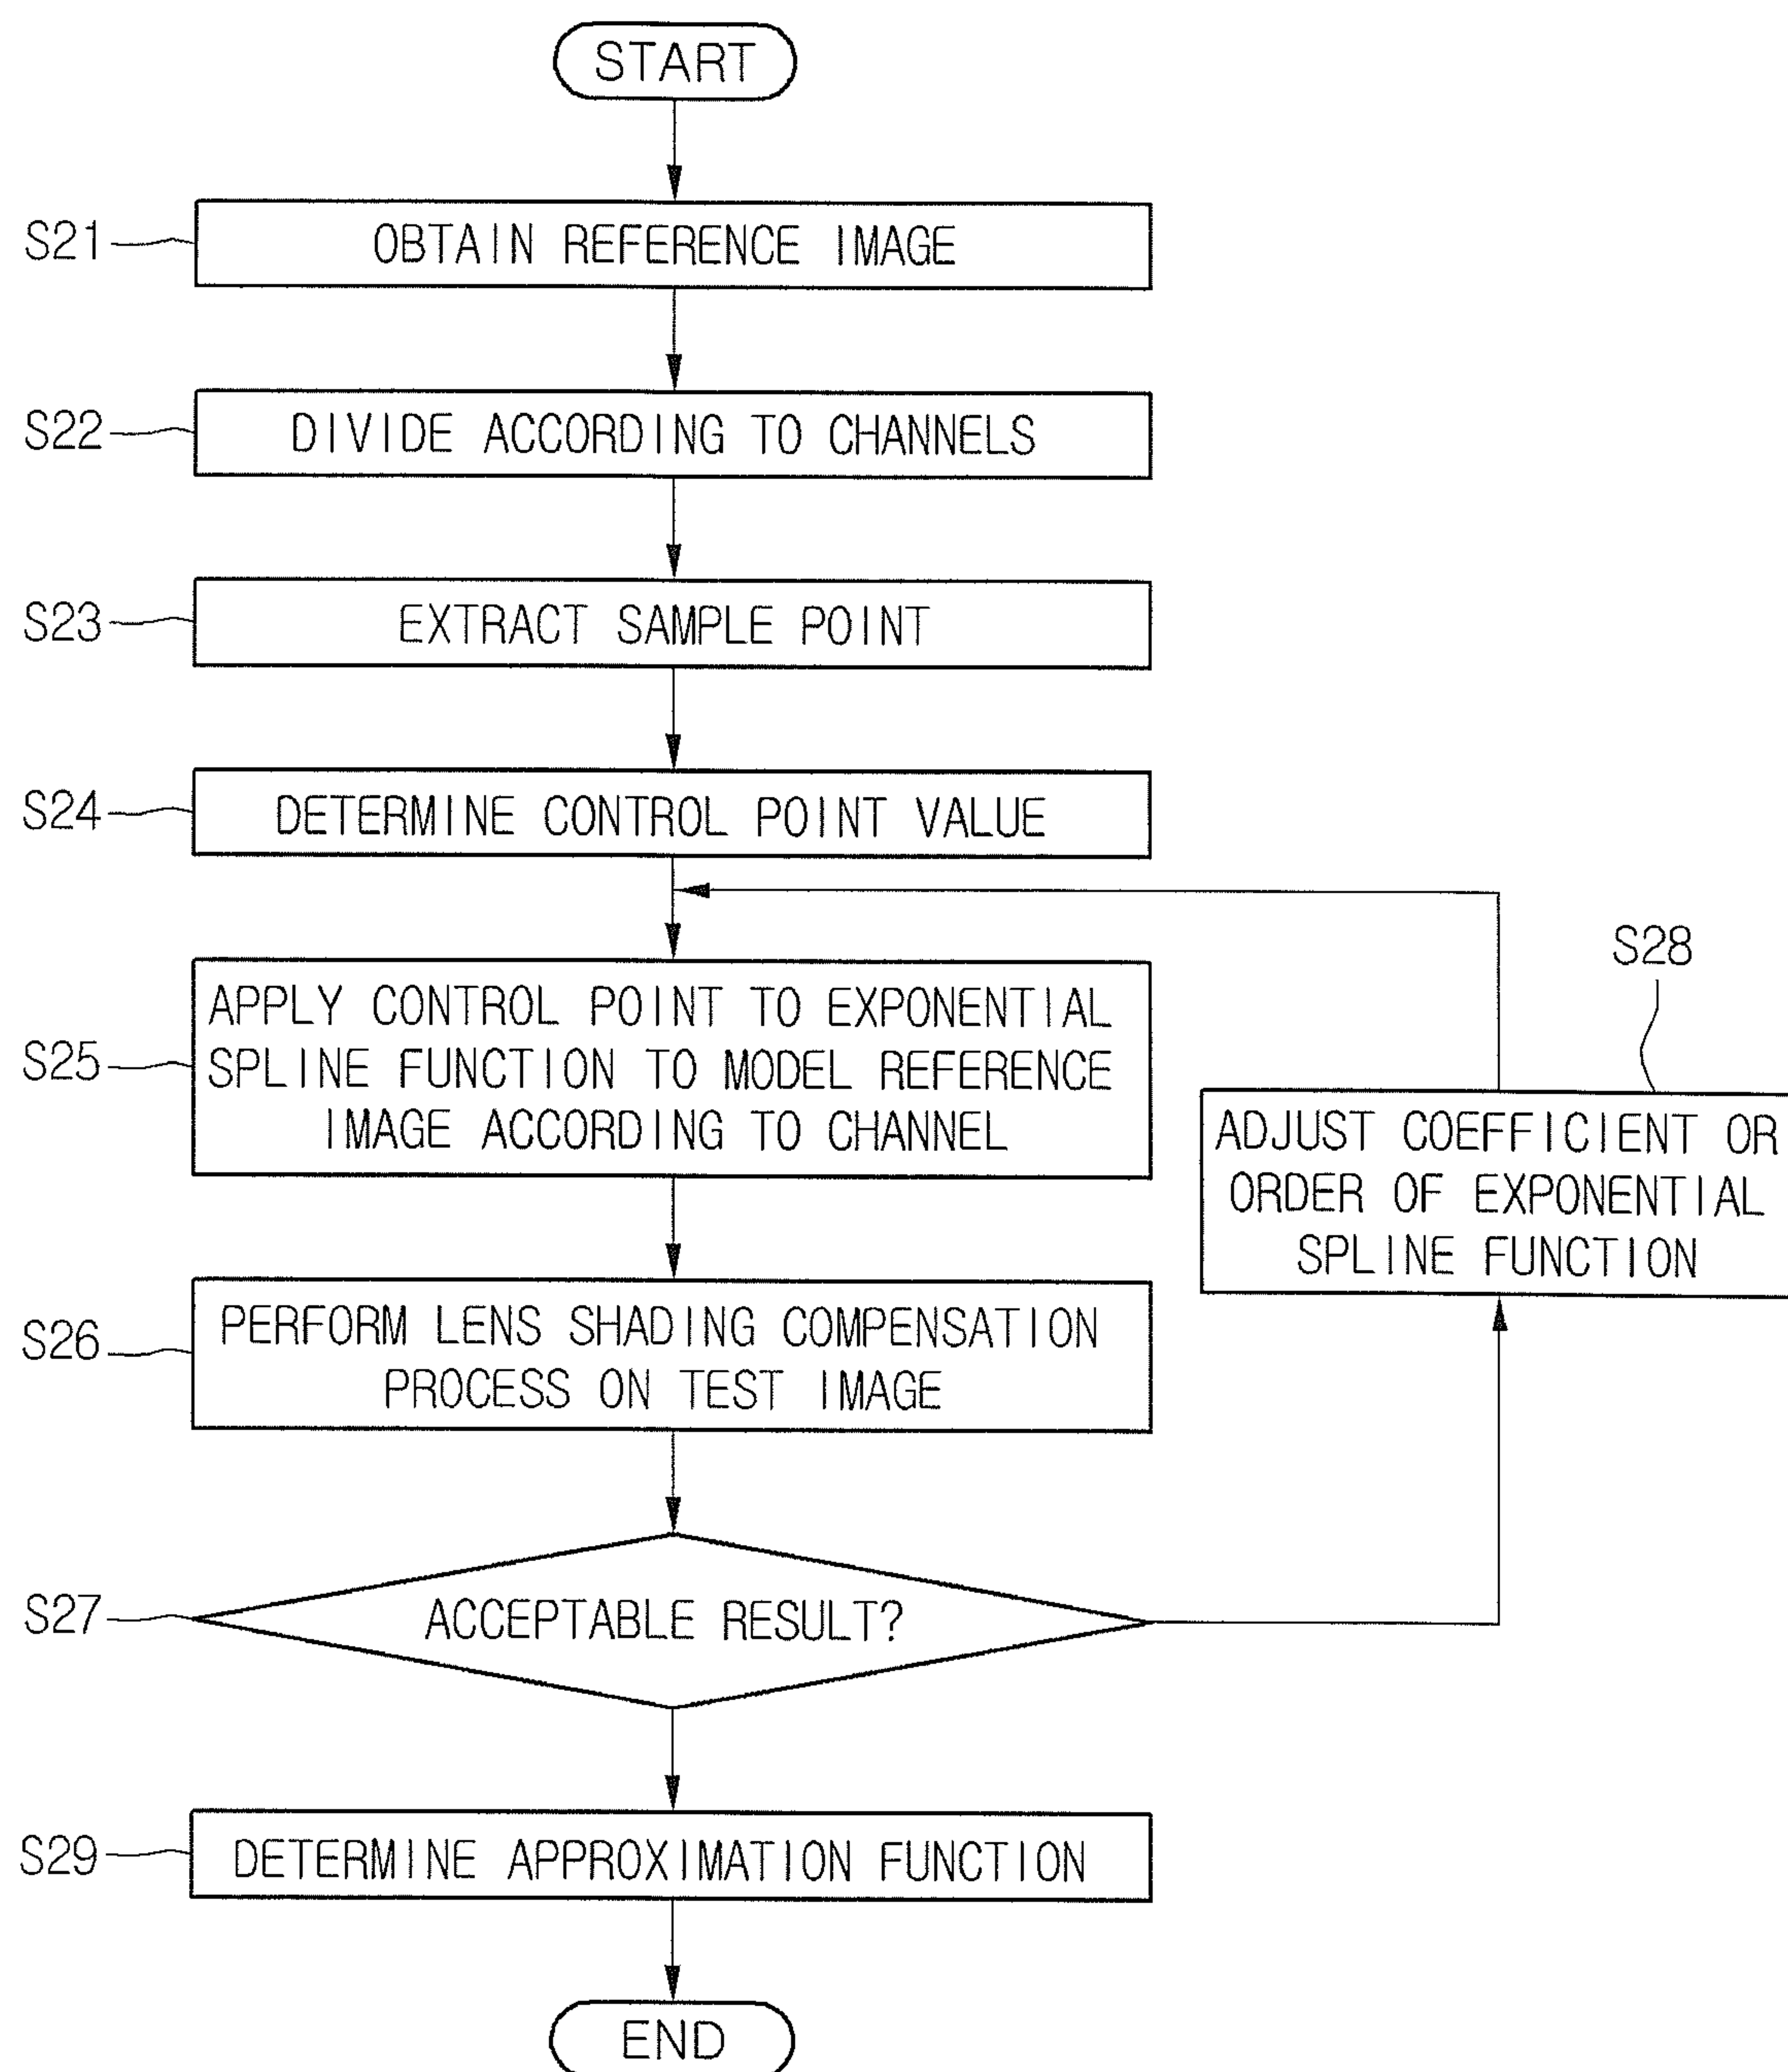 START
S21
OBTAIN REFERENCE IMAGE
S22
DIVIDE ACCORDING TO CHANNELS
S23
EXTRACT SAMPLE POINT
S24
DETERMINE CONTROL POINT VALUE
S25
APPLY CONTROL POINT TO EXPONENTIAL
SPLINE FUNCTION TO MODEL REFERENCE
IMAGE ACCORDING TO CHANNEL
S28
ADJUST COEFFICIENT OR
ORDER OF EXPONENTIAL
SPLINE FUNCTION
S26
PERFORM LENS SHADING COMPENSATION
PROCESS ON TEST IMAGE
S27
ACCEPTABLE RESULT?
S29
DETERMINE APPROXIMATION FUNCTION
END